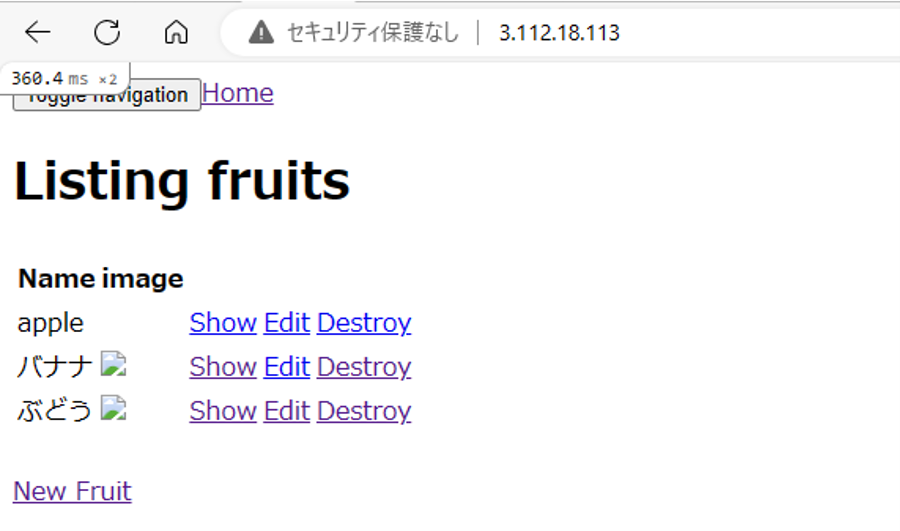 セキュリティ保護なし 3.112.18.113
360.4 ms ×2
Toggle navigation Home
Listing fruits
Name image
apple Show Edit Destroy
バナナ Show Edit Destroy
ぶどう Show Edit Destroy
New Fruit